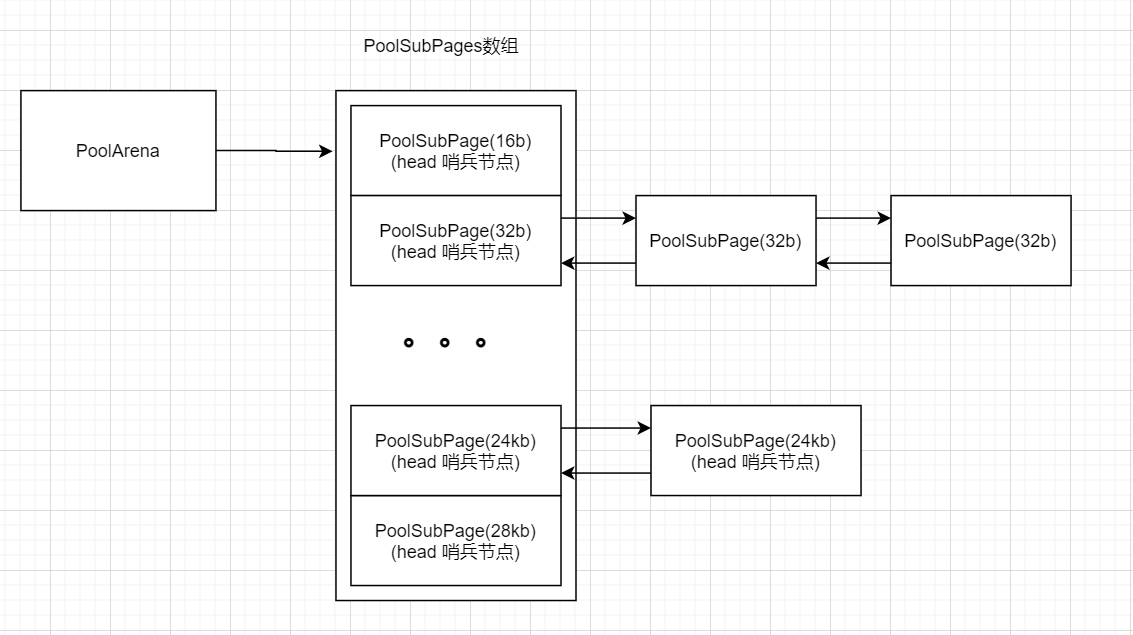 PoolSubPages数组
PoolArena
PoolSubPage(16b)
(head 哨兵节点)
PoolSubPage(32b)
(head 哨兵节点)
PoolSubPage(32b)
PoolSubPage(32b)
PoolSubPage(24kb)
(head 哨兵节点)
PoolSubPage(24kb)
(head 哨兵节点)
PoolSubPage(28kb)
(head 哨兵节点)